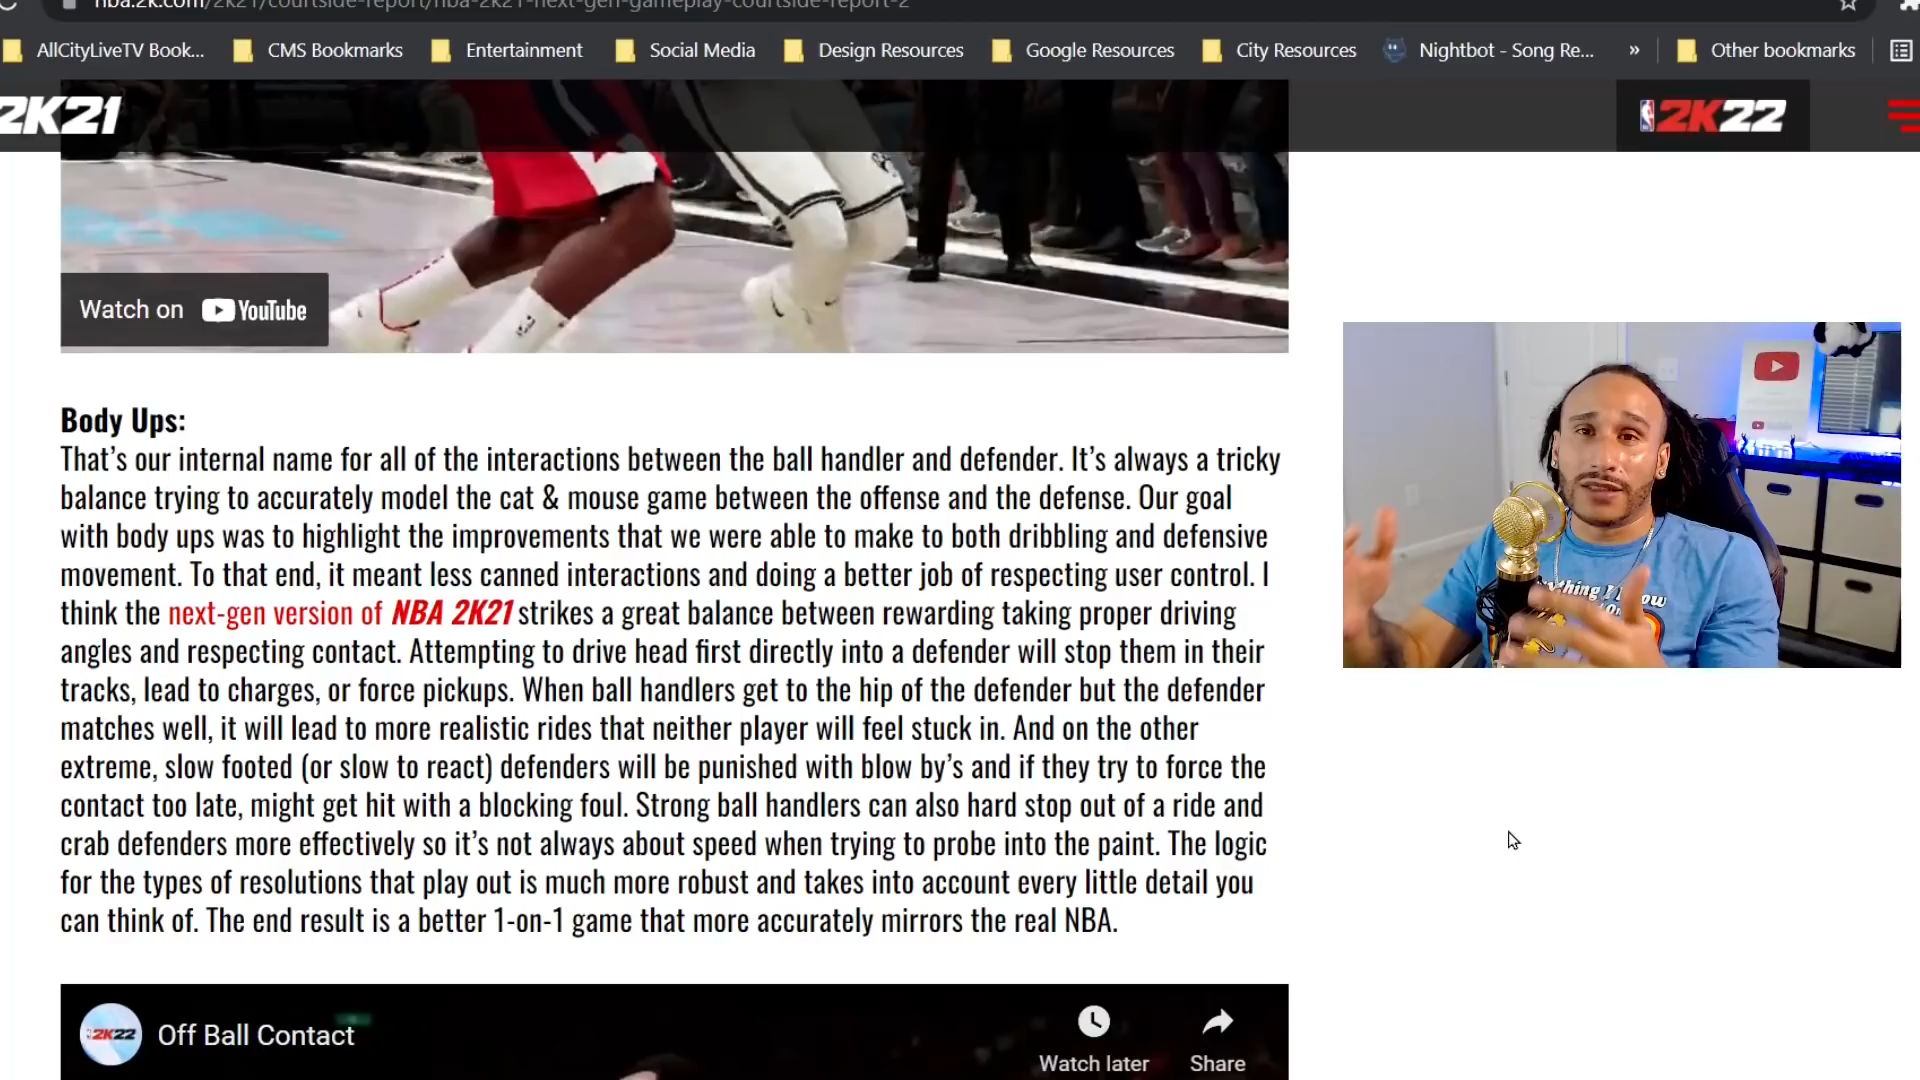 nba.2k.com/2k21/courtside-report/nba-2k21-next-gen-gameplay-courtside-report-2
AllCityLiveTV Book... CMS Bookmarks Entertainment Social Media Design Resources Google Resources City Resources Nightbot - Song Re... » Other bookmarks
2K21
2K22
Watch on YouTube
Body Ups:
That's our internal name for all of the interactions between the ball handler and defender. It's always a tricky
balance trying to accurately model the cat & mouse game between the offense and the defense. Our goal
with body ups was to highlight the improvements that we were able to make to both dribbling and defensive
movement. To that end, it meant less canned interactions and doing a better job of respecting user control. I
think the next-gen version of NBA 2K21 strikes a great balance between rewarding taking proper driving
angles and respecting contact. Attempting to drive head first directly into a defender will stop them in their
tracks, lead to charges, or force pickups. When ball handlers get to the hip of the defender but the defender
matches well, it will lead to more realistic rides that neither player will feel stuck in. And on the other
extreme, slow footed (or slow to react) defenders will be punished with blow by's and if they try to force the
contact too late, might get hit with a blocking foul. Strong ball handlers can also hard stop out of a ride and
crab defenders more effectively so it's not always about speed when trying to probe into the paint. The logic
for the types of resolutions that play out is much more robust and takes into account every little detail you
can think of. The end result is a better 1-on-1 game that more accurately mirrors the real NBA.
2K22
Off Ball Contact
Watch later
Share